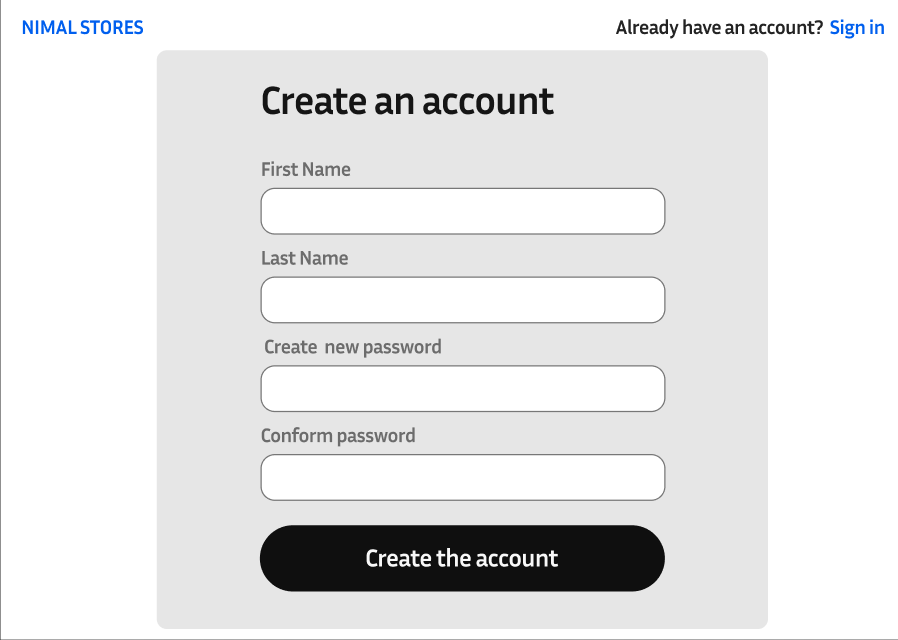 NIMAL STORES
Already have an account? Sign in
Create an account
First Name
Last Name
Create new password
Conform password
Create the account